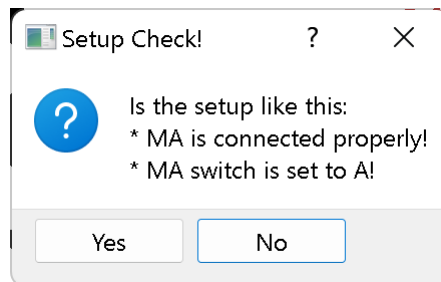 Setup Check!
?
Is the setup like this:
* MA is connected properly!
* MA switch is set to A!
Yes
No